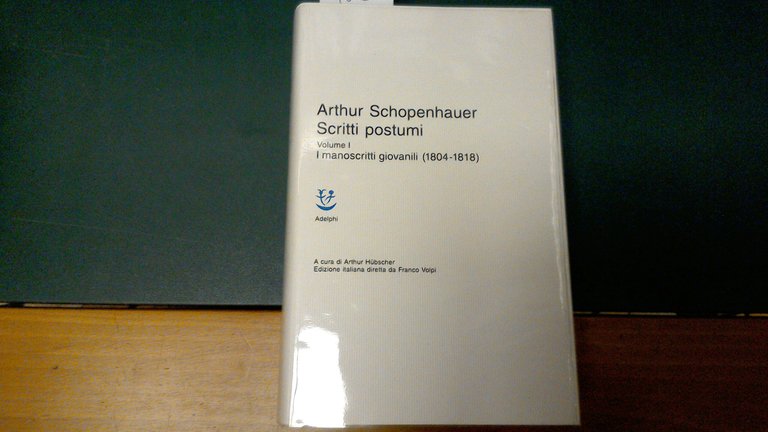 Arthur Schopenhauer
Scritti postumi
Volume I
I manoscritti giovanili (1804-1818)
Adelphi
A cura di Arthur Hübscher
Edizione italiana diretta da Franco Volpi